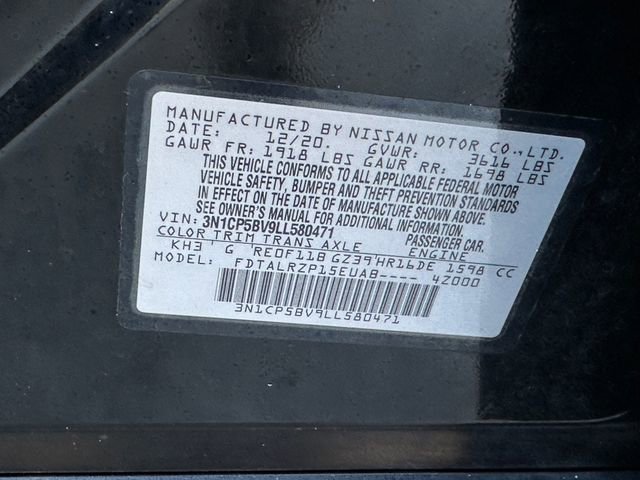 MANUFACTURED BY NISSAN MOTOR CO., LTD.
DATE: 12/20. GVWR: 3616 LBS
GAWR FR: 1918 LBS GAWR RR: 1698 LBS
THIS VEHICLE CONFORMS TO ALL APPLICABLE FEDERAL MOTOR
VEHICLE SAFETY, BUMPER AND THEFT PREVENTION STANDARDS
IN EFFECT ON THE DATE OF MANUFACTURE SHOWN ABOVE.
SEE OWNER'S MANUAL FOR ADDITIONAL INFORMATION.
VIN: 3N1CP5BV9LL580471 PASSENGER CAR.
COLOR TRIM TRANS AXLE ENGINE
KH3 G RE0F11B GZ39 HR16DE 1598 CC
MODEL: FDTALRZP15EUAB---- 4Z000
3N1CP5BV9LL580471